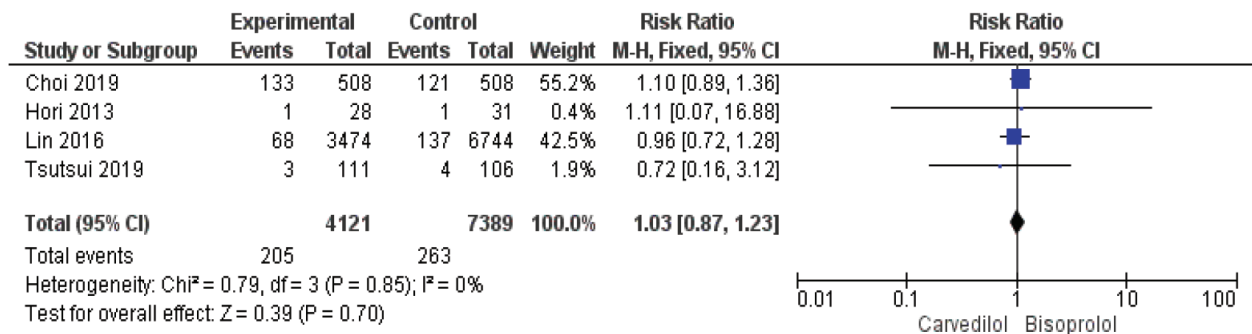 Experimental Control Risk Ratio Risk Ratio
Study or Subgroup Events Total Events Total Weight M-H, Fixed, 95% CI M-H, Fixed, 95% CI
Choi 2019 133 508 121 508 55.2% 1.10 [0.89, 1.36]
Hori 2013 1 28 1 31 0.4% 1.11 [0.07, 16.88]
Lin 2016 68 3474 137 6744 42.5% 0.96 [0.72, 1.28]
Tsutsui 2019 3 111 4 106 1.9% 0.72 [0.16, 3.12]
Total (95% CI) 4121 7389 100.0% 1.03 [0.87, 1.23]
Total events 205 263
Heterogeneity: Chi² = 0.79, df = 3 (P = 0.85); I² = 0%
Test for overall effect: Z = 0.39 (P = 0.70)
0.01 0.1 1 10 100
Carvedilol Bisoprolol